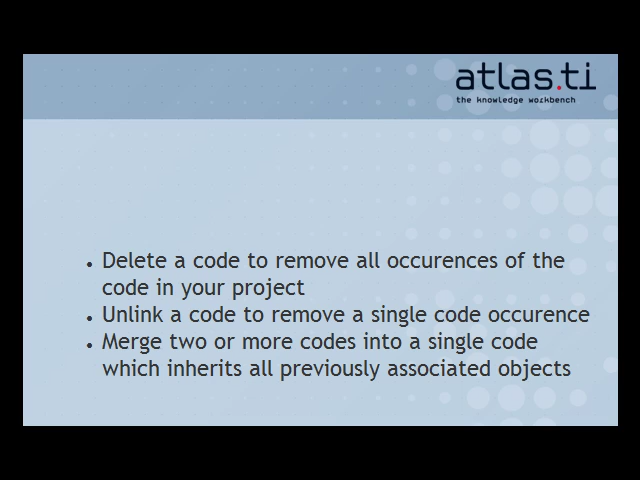 atlas.ti
the knowledge workbench
• Delete a code to remove all occurences of the
code in your project
• Unlink a code to remove a single code occurence
• Merge two or more codes into a single code
which inherits all previously associated objects